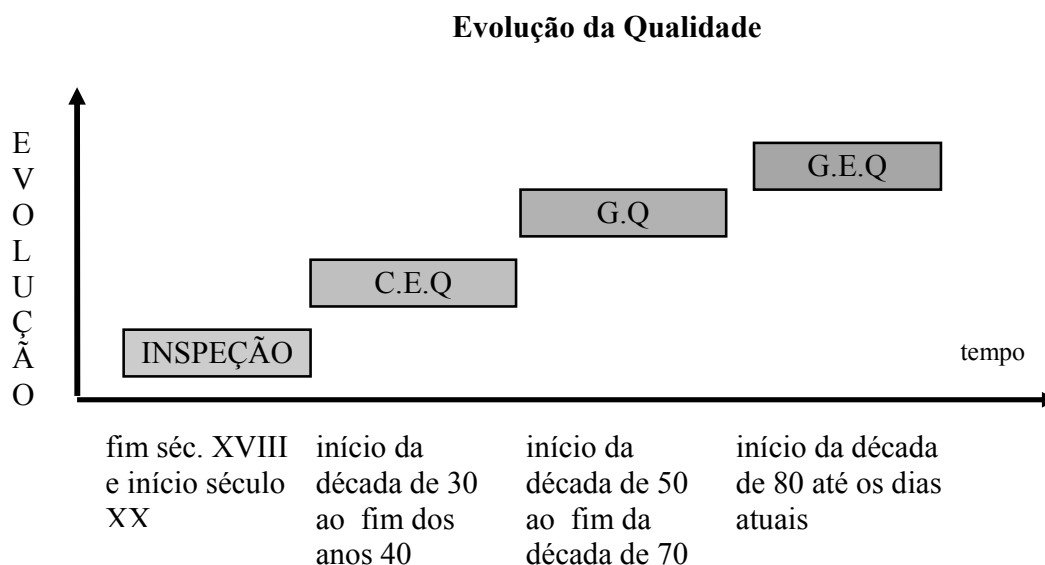 Evolução da Qualidade
E
V
O
L
U
Ç
Ã
O
G.E.Q
G.Q
C.E.Q
INSPEÇÃO
tempo
fim séc. XVIII
e início século
XX
início da
década de 30
ao fim dos
anos 40
início da
década de 50
ao fim da
década de 70
início da década
de 80 até os dias
atuais